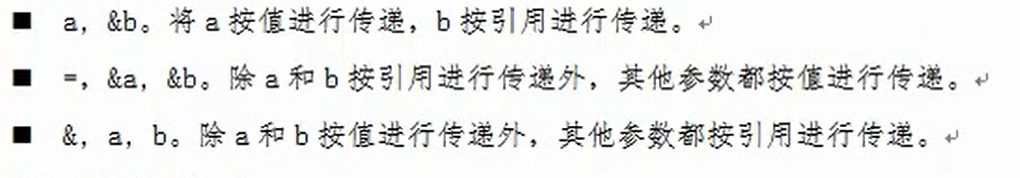 ■ a, &b。将 a 按值进行传递，b 按引用进行传递。
■ =, &a, &b。除 a 和 b 按引用进行传递外，其他参数都按值进行传递。
■ &, a, b。除 a 和 b 按值进行传递外，其他参数都按引用进行传递。